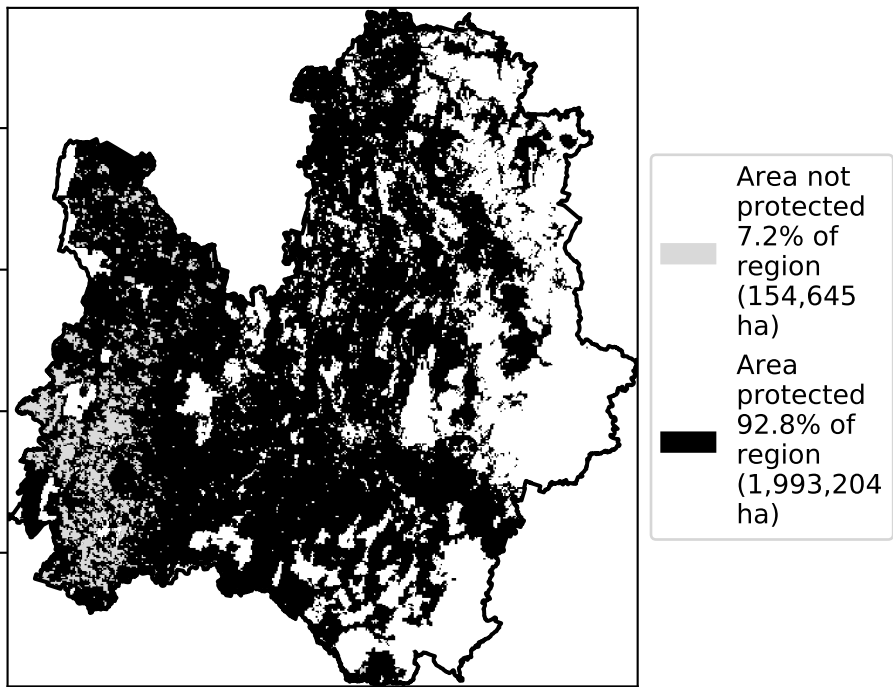 Area not
protected
7.2% of
region
(154,645
ha)
Area
protected
92.8% of
region
(1,993,204
ha)